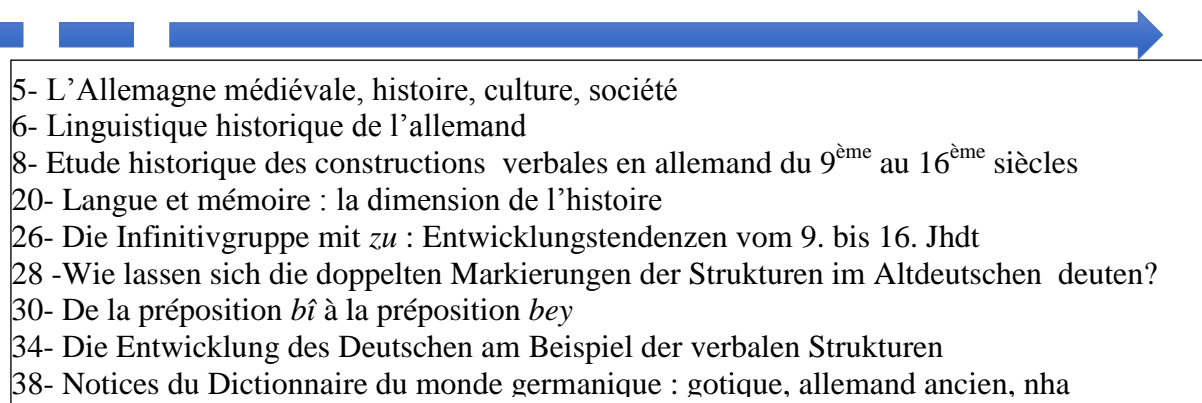 5- L’Allemagne médiévale, histoire, culture, société
6- Linguistique historique de l’allemand
8- Etude historique des constructions verbales en allemand du 9ème au 16ème siècles
20- Langue et mémoire : la dimension de l’histoire
26- Die Infinitivgruppe mit zu : Entwicklungstendenzen vom 9. bis 16. Jhdt
28 -Wie lassen sich die doppelten Markierungen der Strukturen im Altdeutschen deuten?
30- De la préposition bî à la préposition bey
34- Die Entwicklung des Deutschen am Beispiel der verbalen Strukturen
38- Notices du Dictionnaire du monde germanique : gotique, allemand ancien, nha